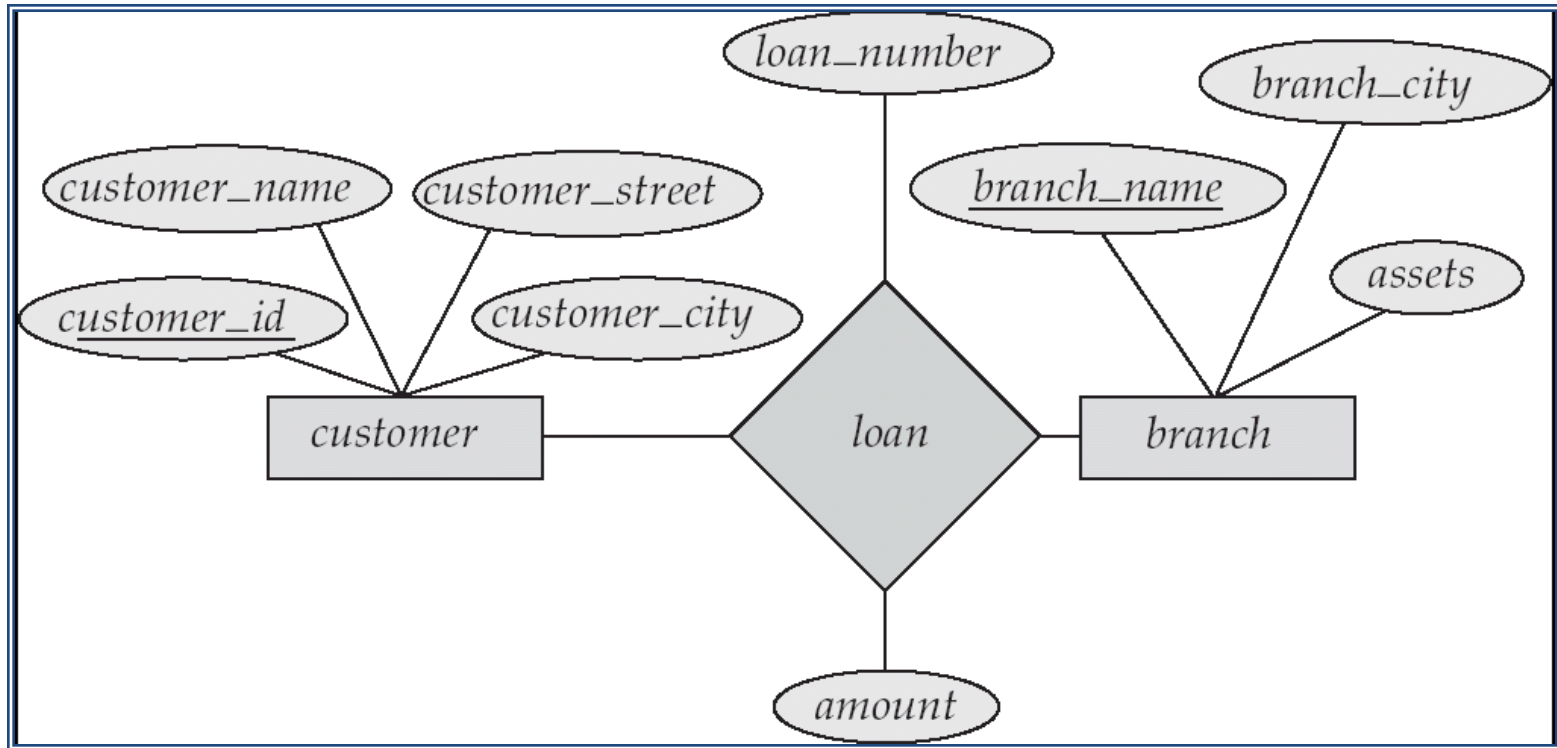 loan_number
branch_city
customer_name
customer_street
branch_name
customer_id
customer_city
assets
customer
loan
branch
amount